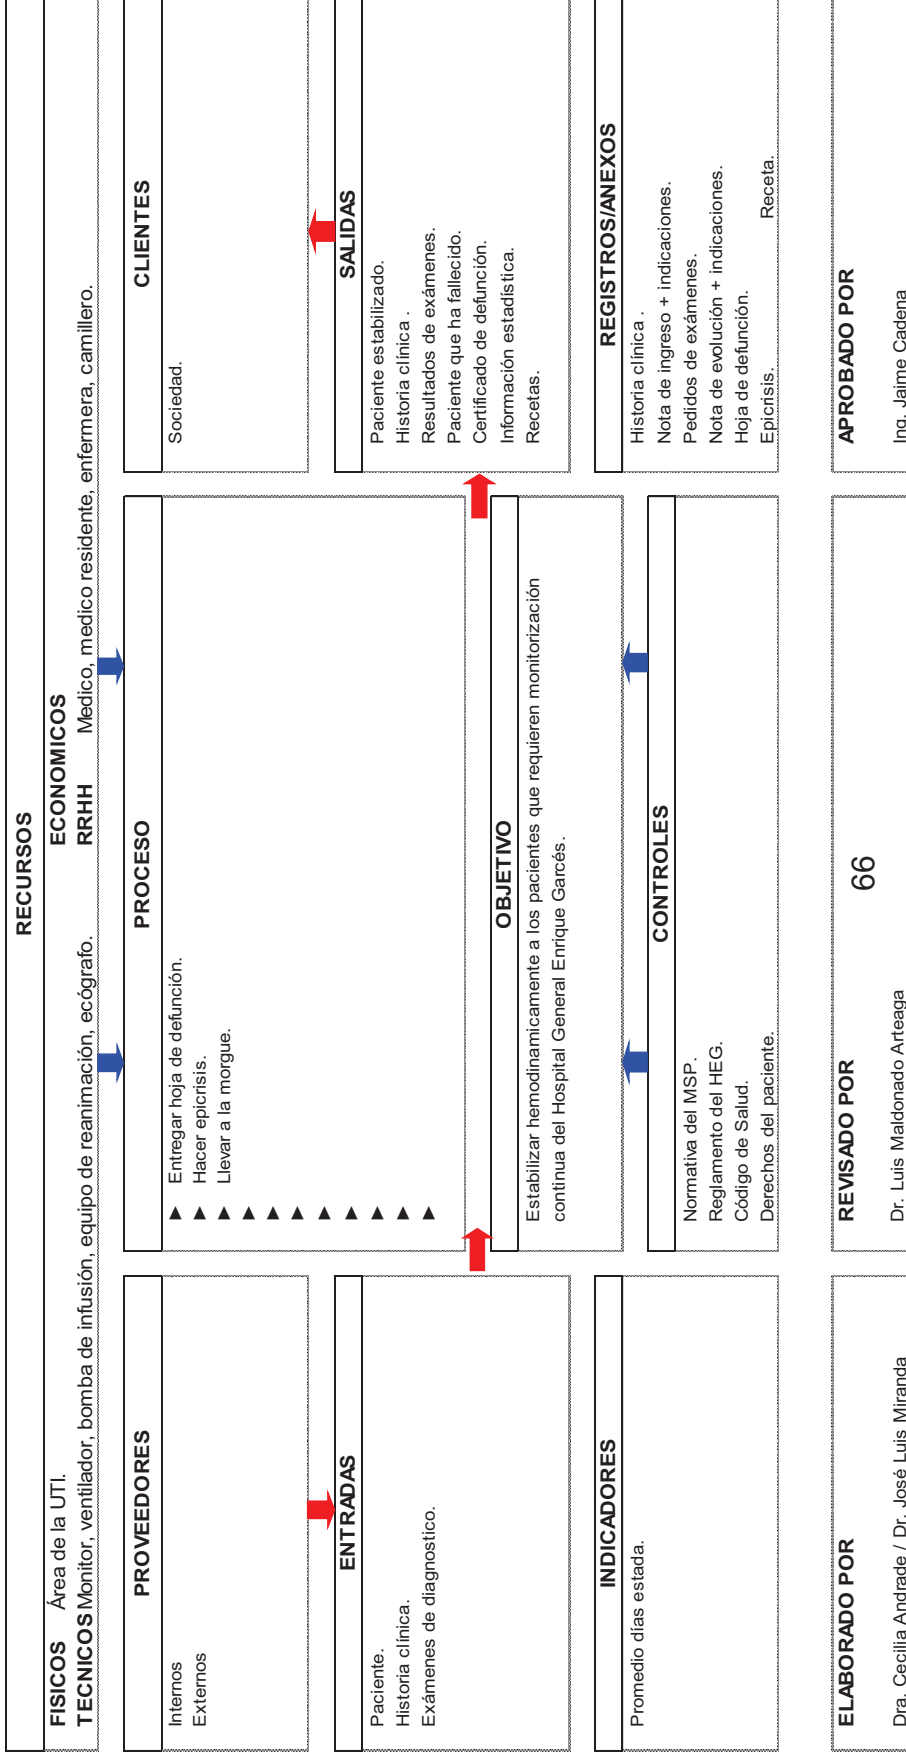 RECURSOS
FISICOS Área de la UTI.
ECONOMICOS
TECNICOS Monitor, ventilador, bomba de infusión, equipo de reanimación, ecógrafo.
RRHH Medico, medico residente, enfermera, camillero.
PROVEEDORES
Internos
Externos
PROCESO
▲ Entregar hoja de defunción.
▲ Hacer epicrisis.
▲ Llevar a la morgue.
▲
▲
▲
▲
▲
▲
▲
▲
CLIENTES
Sociedad.
ENTRADAS
Paciente.
Historia clínica.
Exámenes de diagnostico.
SALIDAS
Paciente estabilizado.
Historia clínica .
Resultados de exámenes.
Paciente que ha fallecido.
Certificado de defunción.
Información estadística.
Recetas.
OBJETIVO
Establizar hemodinamicamente a los pacientes que requieren monitorización
continua del Hospital General Enrique Garcés.
INDICADORES
Promedio días estada.
CONTROLES
Normativa del MSP.
Reglamento del HEG.
Código de Salud.
Derechos del paciente.
REGISTROS/ANEXOS
Historia clínica .
Nota de ingreso + indicaciones.
Pedidos de exámenes.
Nota de evolución + indicaciones.
Hoja de defunción.
Epicrisis. Receta.
ELABORADO POR
Dra. Cecilia Andrade / Dr. José Luis Miranda
REVISADO POR
Dr. Luis Maldonado Arteaga
APROBADO POR
Ing. Jaime Cadena
66